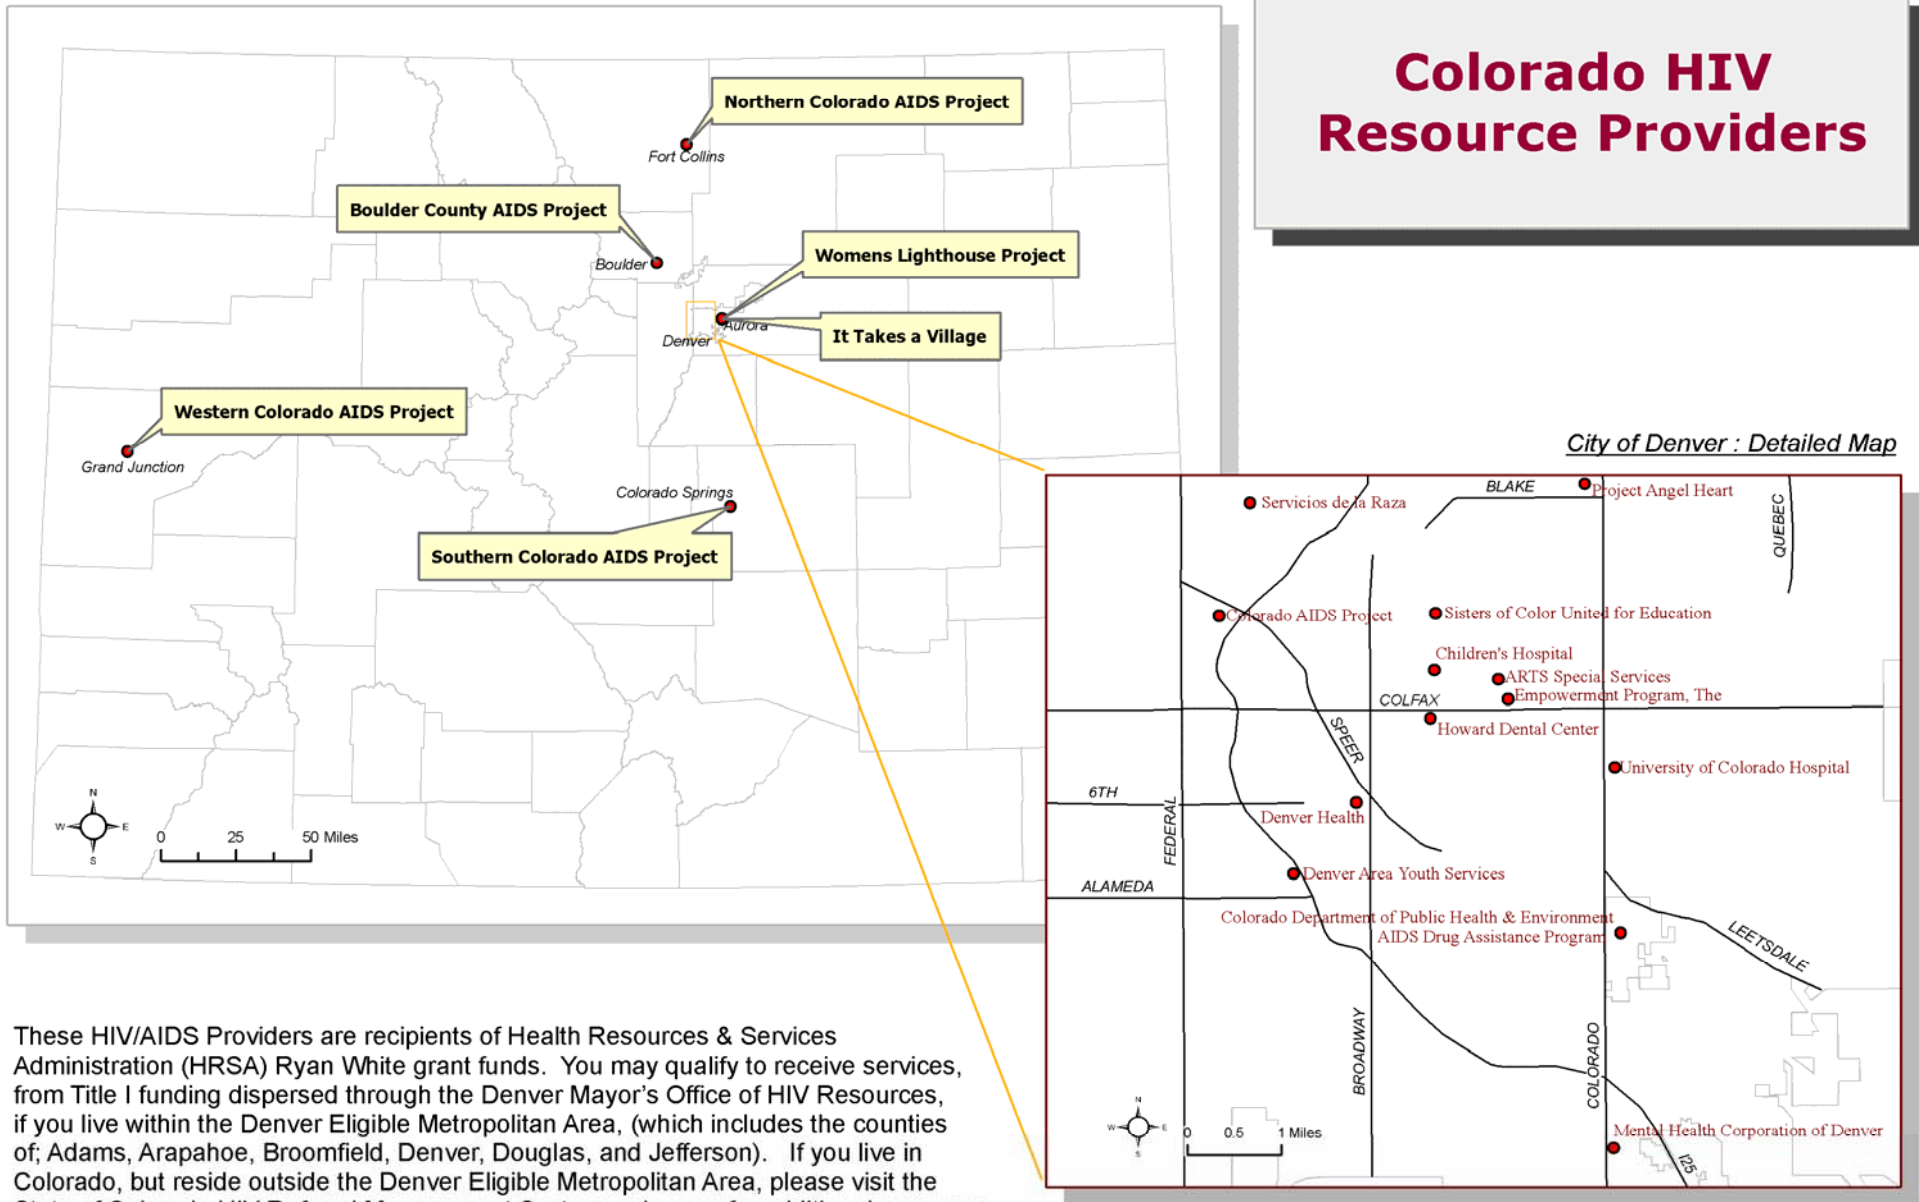 Colorado HIV
Resource Providers
Northern Colorado AIDS Project
Fort Collins
Boulder County AIDS Project
Boulder
Womens Lighthouse Project
Aurora
It Takes a Village
Denver
Western Colorado AIDS Project
Grand Junction
Colorado Springs
Southern Colorado AIDS Project
N
W E
S
0 25 50 Miles
City of Denver : Detailed Map
BLAKE
Project Angel Heart
QUEBEC
Servicios de la Raza
Colorado AIDS Project
Sisters of Color United for Education
Children's Hospital
ARTS Special Services
Empowerment Program, The
COLFAX
Howard Dental Center
SPEER
University of Colorado Hospital
6TH
FEDERAL
Denver Health
Denver Area Youth Services
ALAMEDA
Colorado Department of Public Health & Environment
AIDS Drug Assistance Program
LEETSDALE
BROADWAY
COLORADO
N
W E
S
0 0.5 1 Miles
Mental Health Corporation of Denver
I25
These HIV/AIDS Providers are recipients of Health Resources & Services
Administration (HRSA) Ryan White grant funds. You may qualify to receive services,
from Title I funding dispersed through the Denver Mayor's Office of HIV Resources,
if you live within the Denver Eligible Metropolitan Area, (which includes the counties
of; Adams, Arapahoe, Broomfield, Denver, Douglas, and Jefferson). If you live in
Colorado, but reside outside the Denver Eligible Metropolitan Area, please visit the